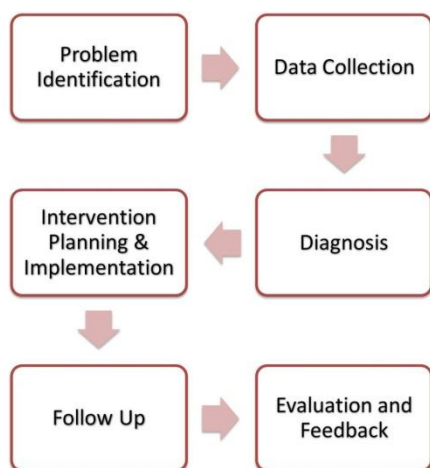 Problem
Identification
Data Collection
Diagnosis
Intervention
Planning &
Implementation
Follow Up
Evaluation and
Feedback